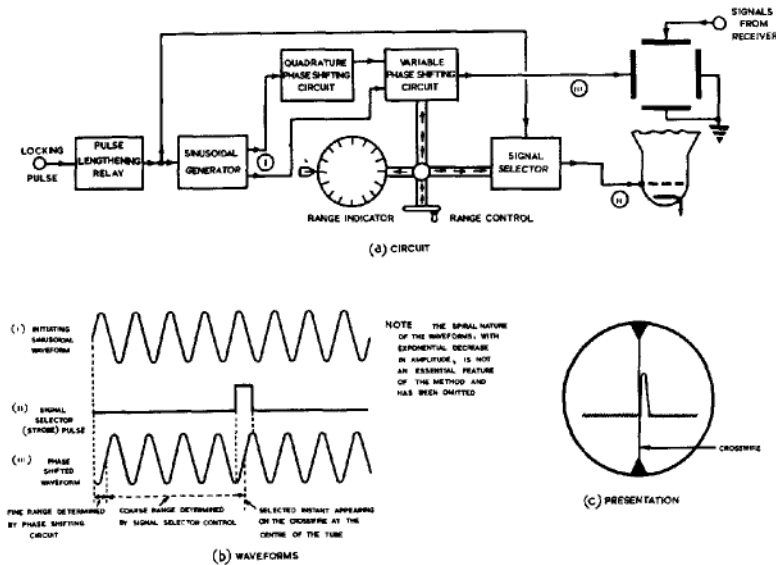 SIGNALS
FROM
RECEIVER
QUADRATURE
PHASE SHIFTING
CIRCUIT
VARIABLE
PHASE SHIFTING
CIRCUIT
III
LOCKING
PULSE
PULSE
LENGTHENING
RELAY
SINUSOIDAL
GENERATOR
I
SIGNAL
SELECTOR
II
RANGE INDICATOR
RANGE CONTROL
(a) CIRCUIT
(I) INITIATING
SINUSOIDAL
WAVEFORM
NOTE THE SPIRAL NATURE
OF THE WAVEFORMS, WITH
EXPONENTIAL DECREASE
IN AMPLITUDE, IS NOT
AN ESSENTIAL FEATURE
OF THE METHOD AND
HAS BEEN OMITTED
(II) SIGNAL
SELECTOR
(STROBE) PULSE
(III) PHASE
SHIFTED
WAVEFORM
FINE RANGE DETERMINED
BY PHASE SHIFTING
CIRCUIT
COARSE RANGE DETERMINED
BY SIGNAL SELECTOR CONTROL
SELECTED INSTANT APPEARING
ON THE CROSSWIRE AT THE
CENTRE OF THE TUBE
(b) WAVEFORMS
CROSSWIRE
(c) PRESENTATION